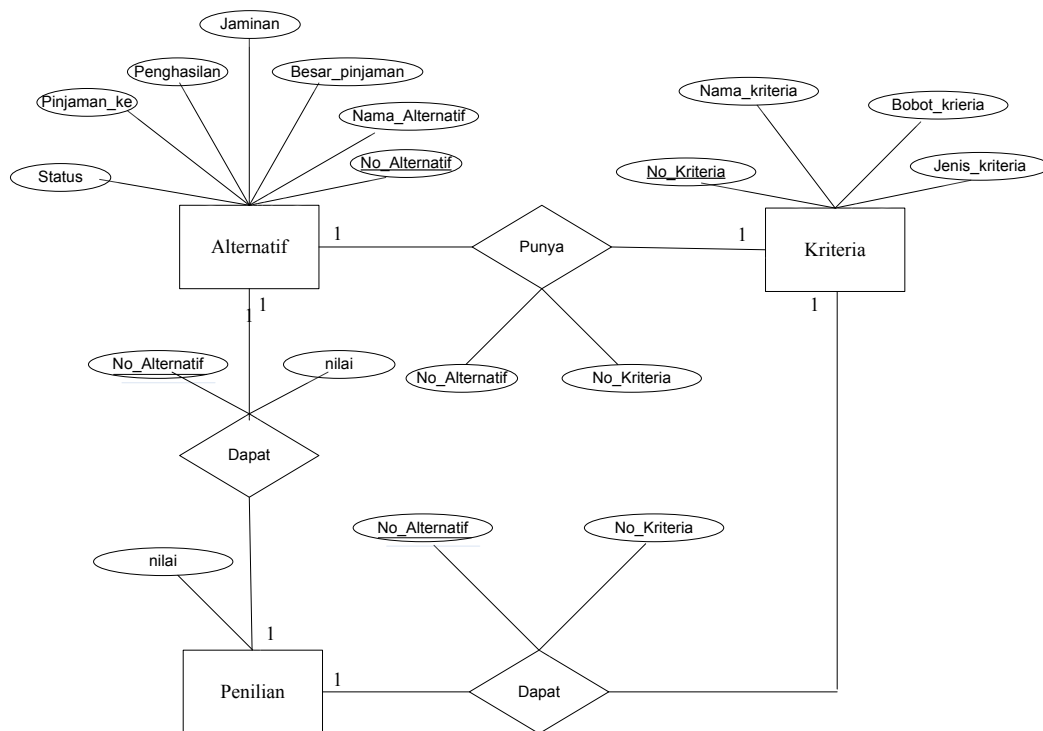 Jaminan
Penghasilan
Besar_pinjaman
Pinjaman_ke
Nama_Alternatif
No_Alternatif
Status
Nama_kriteria
Bobot_krieria
No_Kriteria
Jenis_kriteria
Alternatif
1
Punya
1
Kriteria
1
1
1
No_Alternatif
nilai
No_Alternatif
No_Kriteria
Dapat
No_Alternatif
No_Kriteria
nilai
1
Penilian
1
Dapat